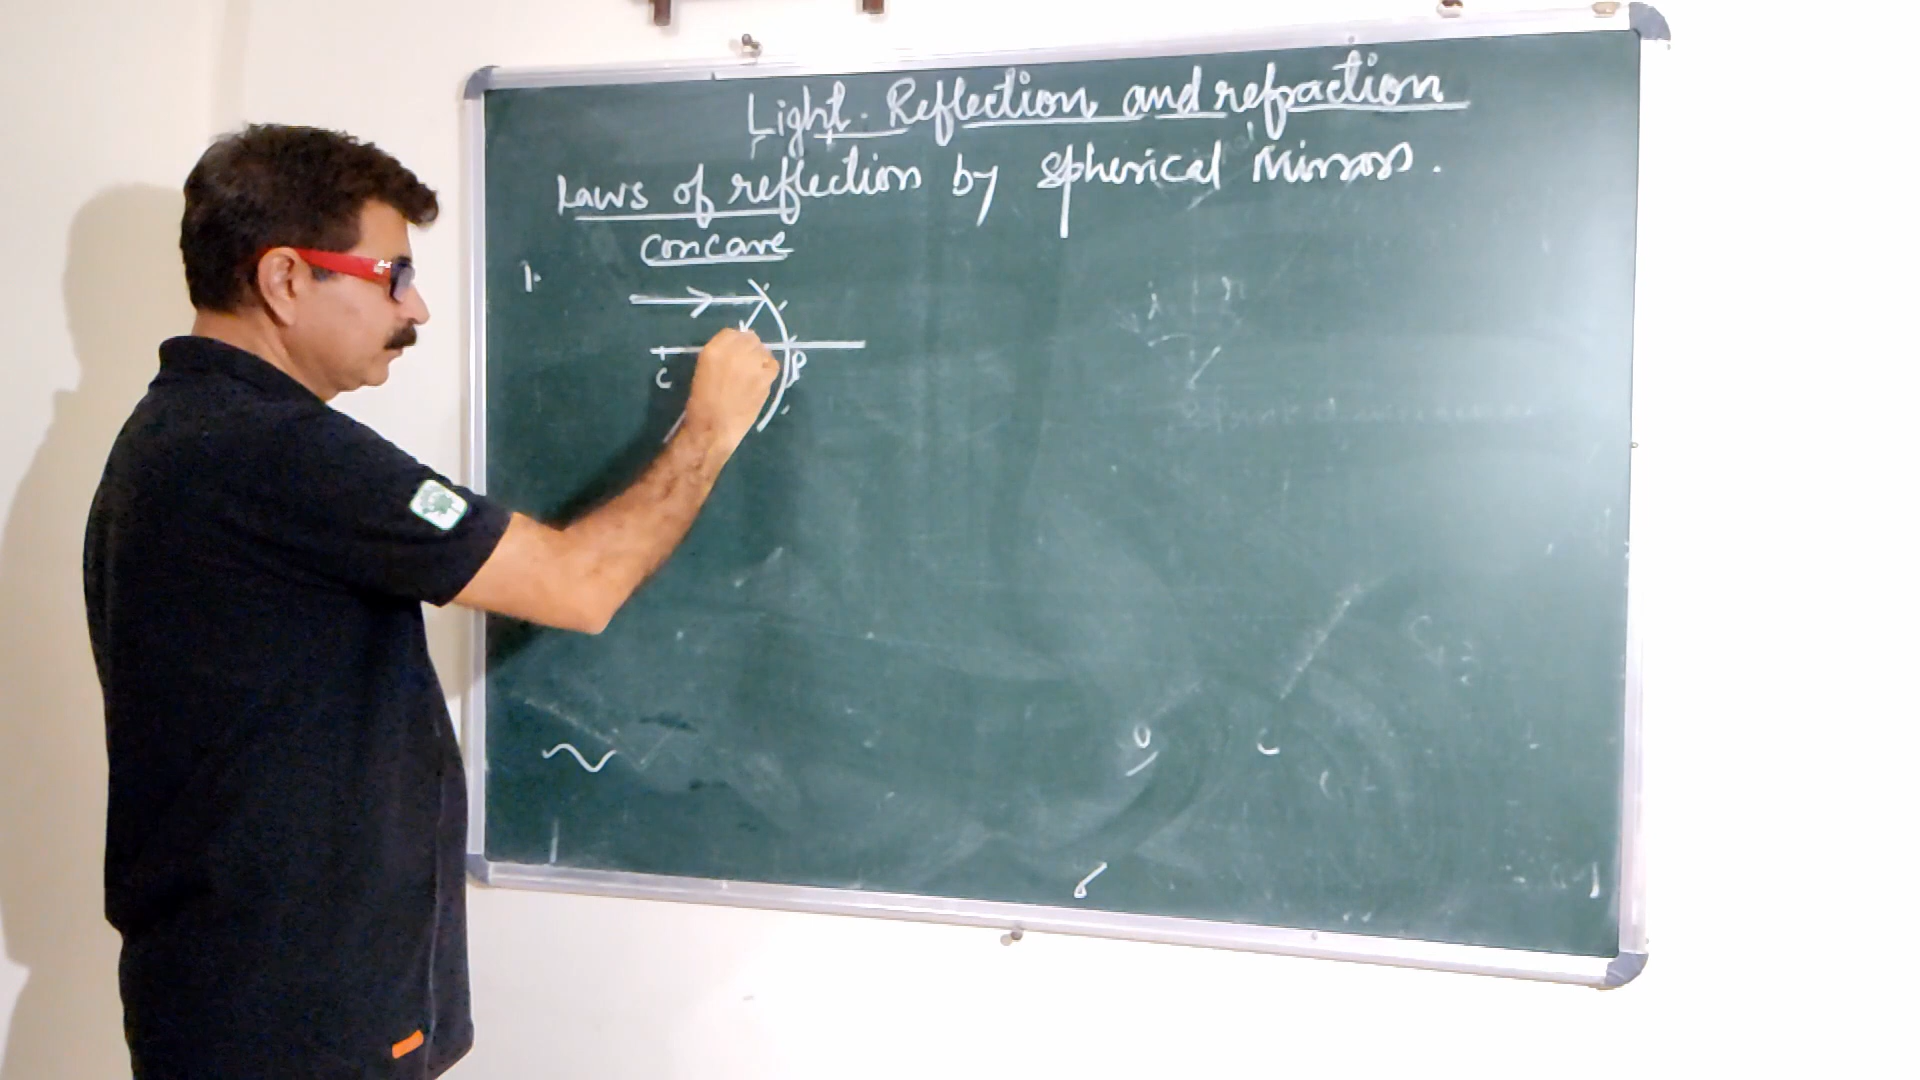 Light. Reflection and refraction
Laws of reflection by spherical Mirrors.
concave
1.
C P